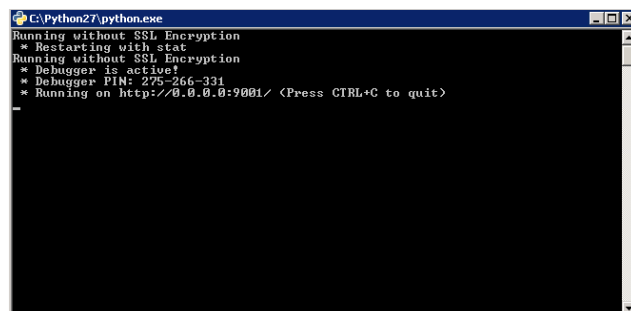 C:\Python27\python.exe
Running without SSL Encryption
* Restarting with stat
Running without SSL Encryption
* Debugger is active!
* Debugger PIN: 275-266-331
* Running on http://0.0.0.0:9001/ (Press CTRL+C to quit)